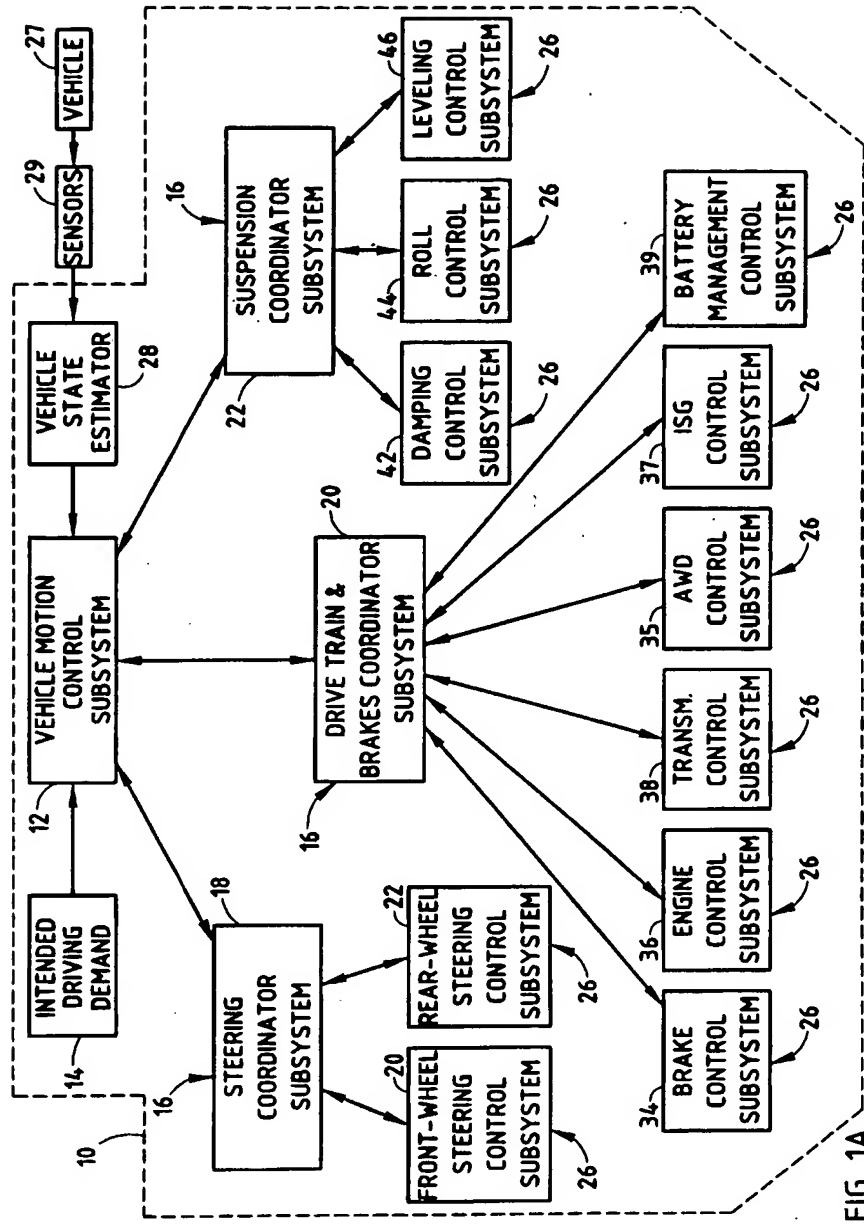 27
VEHICLE
29
SENSORS
VEHICLE
STATE
ESTIMATOR
28
VEHICLE MOTION
CONTROL
SUBSYSTEM
12
INTENDED
DRIVING
DEMAND
14
10
16
STEERING
COORDINATOR
SUBSYSTEM
18
16
DRIVE TRAIN &
BRAKES COORDINATOR
SUBSYSTEM
20
16
SUSPENSION
COORDINATOR
SUBSYSTEM
22
FRONT-WHEEL
STEERING
CONTROL
SUBSYSTEM
20
26
REAR-WHEEL
STEERING
CONTROL
SUBSYSTEM
22
26
42
DAMPING
CONTROL
SUBSYSTEM
26
44
ROLL
CONTROL
SUBSYSTEM
26
46
LEVELING
CONTROL
SUBSYSTEM
26
34
BRAKE
CONTROL
SUBSYSTEM
26
36
ENGINE
CONTROL
SUBSYSTEM
26
38
TRANSM.
CONTROL
SUBSYSTEM
26
35
AWD
CONTROL
SUBSYSTEM
26
37
ISG
CONTROL
SUBSYSTEM
26
39
BATTERY
MANAGEMENT
CONTROL
SUBSYSTEM
26
FIG. 1A